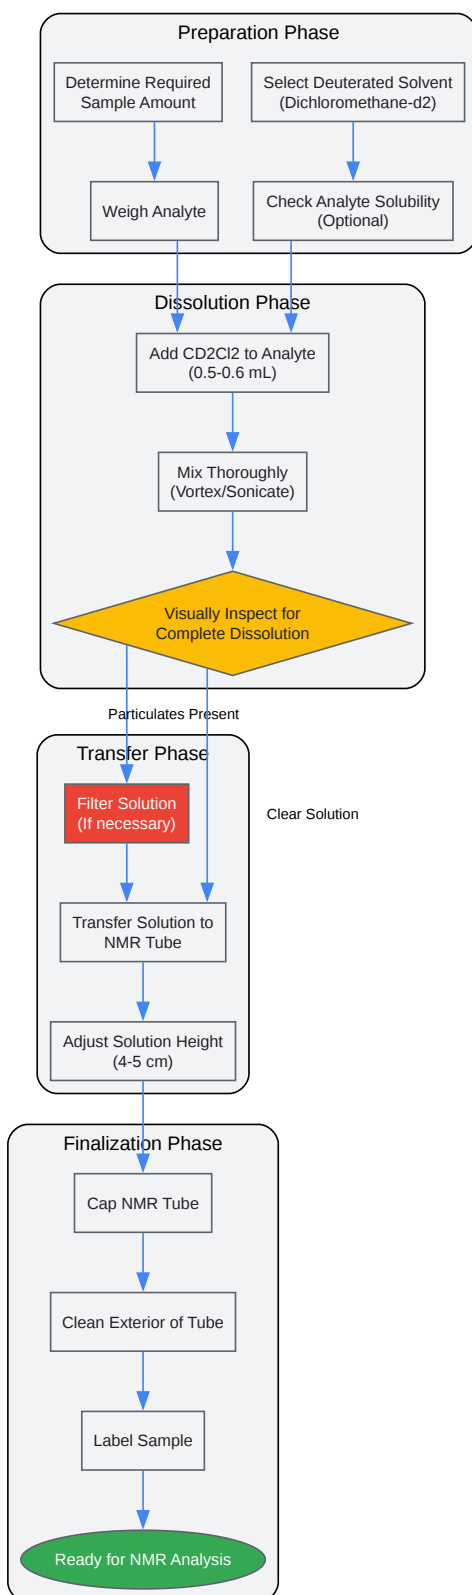 Preparation Phase
Determine Required
Sample Amount
Select Deuterated Solvent
(Dichloromethane-d2)
Weigh Analyte
Check Analyte Solubility
(Optional)
Dissolution Phase
Add CD2Cl2 to Analyte
(0.5-0.6 mL)
Mix Thoroughly
(Vortex/Sonicate)
Visually Inspect for
Complete Dissolution
Particulates Present
Transfer Phase
Filter Solution
(If necessary)
Clear Solution
Transfer Solution to
NMR Tube
Adjust Solution Height
(4-5 cm)
Finalization Phase
Cap NMR Tube
Clean Exterior of Tube
Label Sample
Ready for NMR Analysis